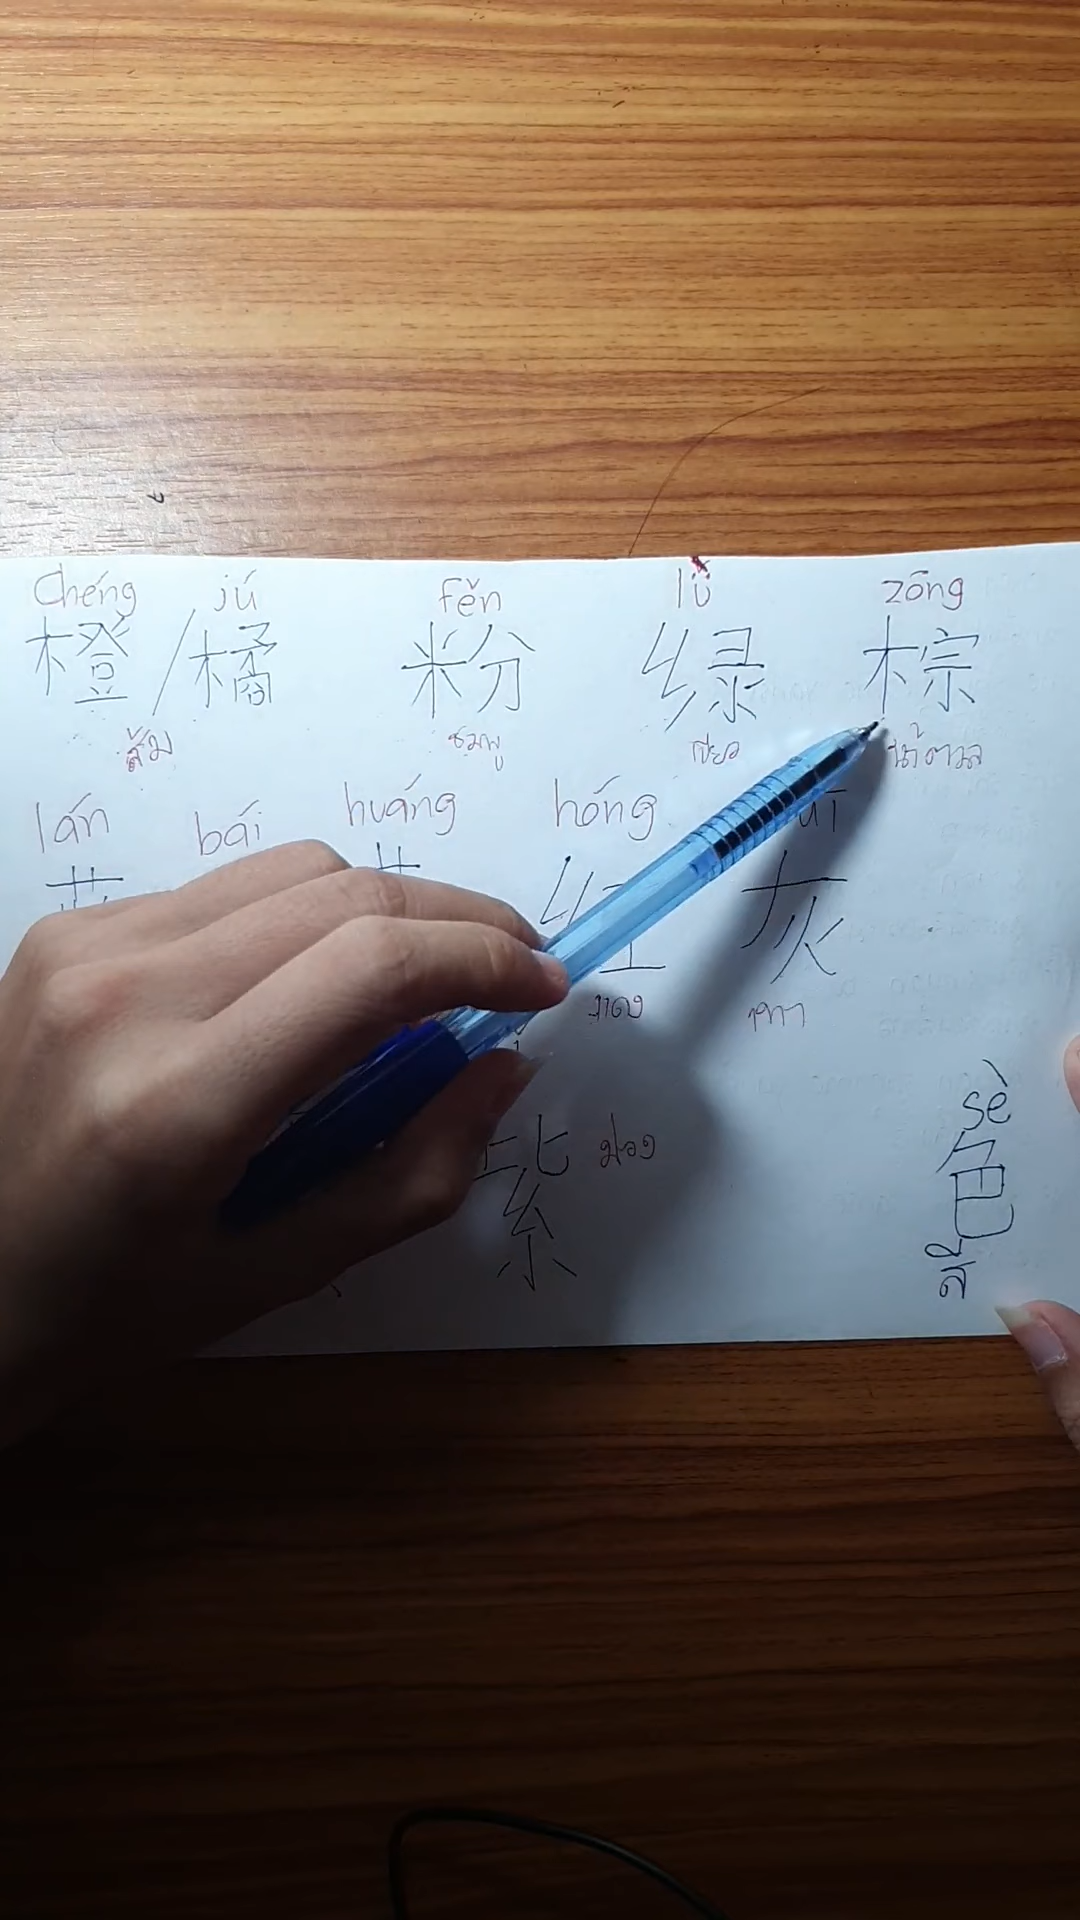 chéng jú fěn lǜ zōng
橙/橘 粉 绿 棕
ส้ม ชมพู เขียว น้ำตาล
lán bái huáng hóng
红 灰
แดง เทา
sè
紫 ม่วง 色
สี